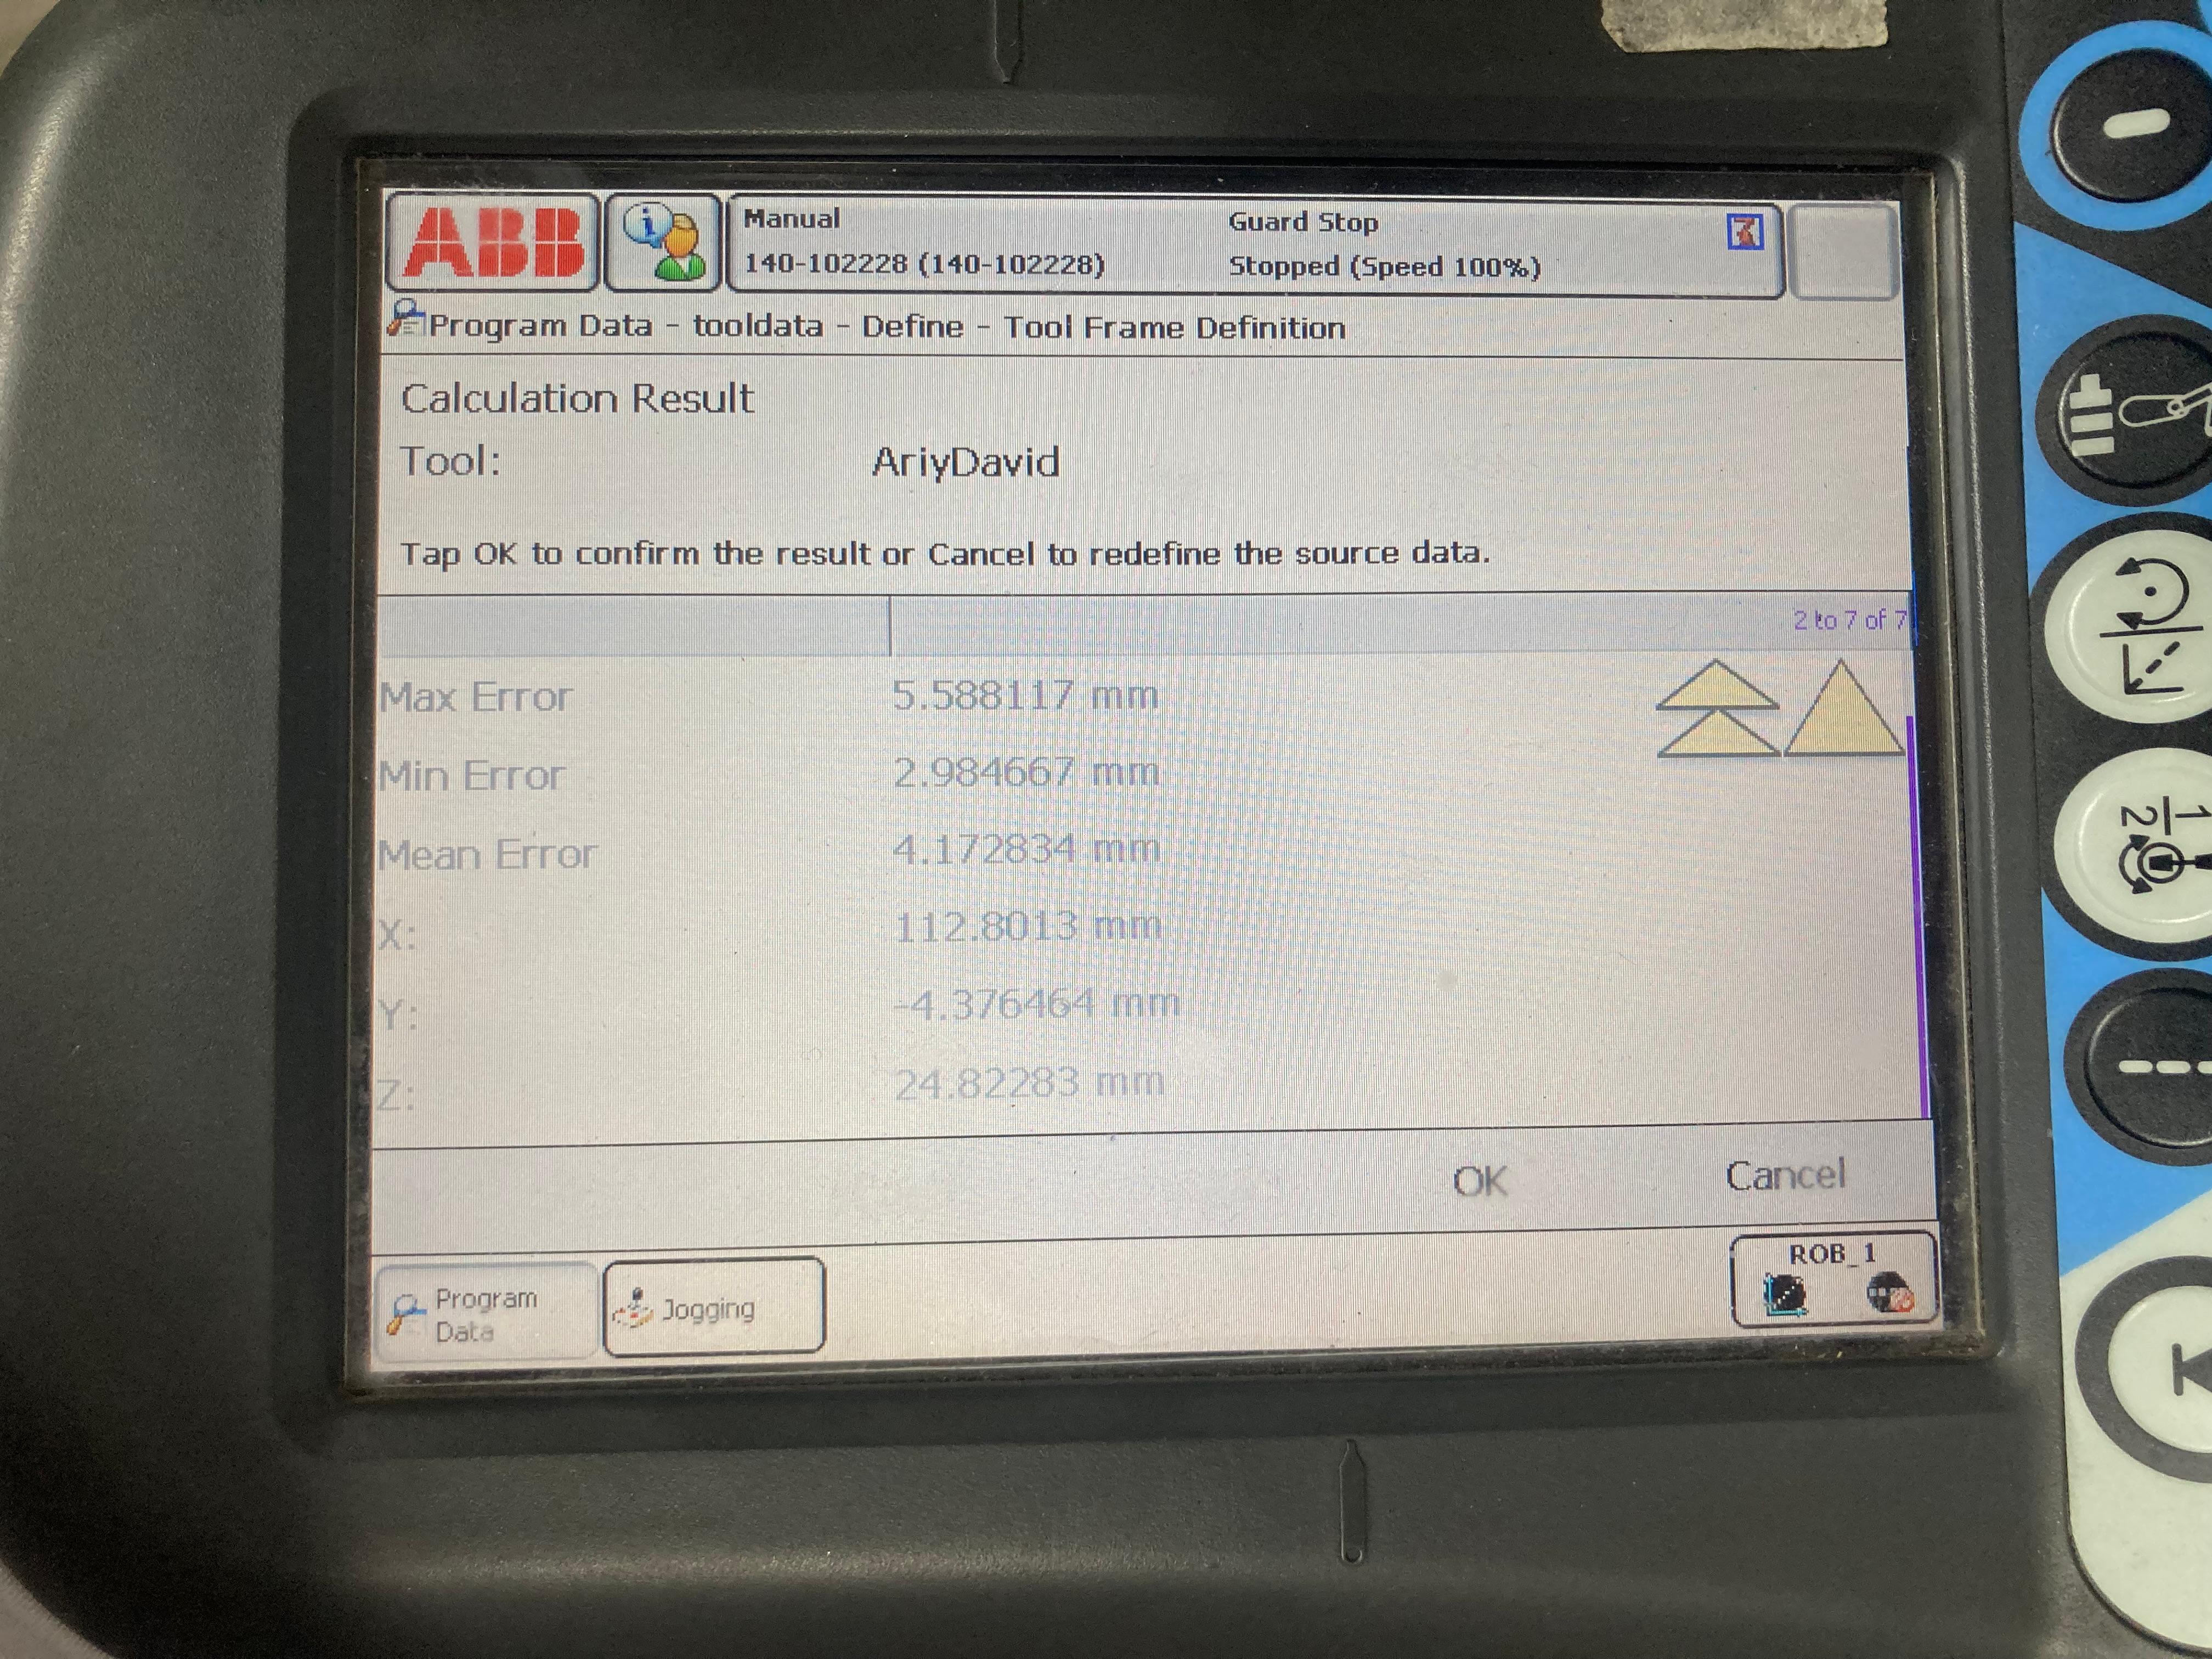 ABB
Manual
140-102228 (140-102228)
Guard Stop
Stopped (Speed 100%)
Program Data - tooldata - Define - Tool Frame Definition
Calculation Result
Tool: AriyDavid
Tap OK to confirm the result or Cancel to redefine the source data.
2 to 7 of 7
Max Error 5.588117 mm
Min Error 2.984667 mm
Mean Error 4.172834 mm
X: 112.8013 mm
Y: -4.376464 mm
Z: 24.82283 mm
OK Cancel
Program Data
Jogging
ROB_1
1
2